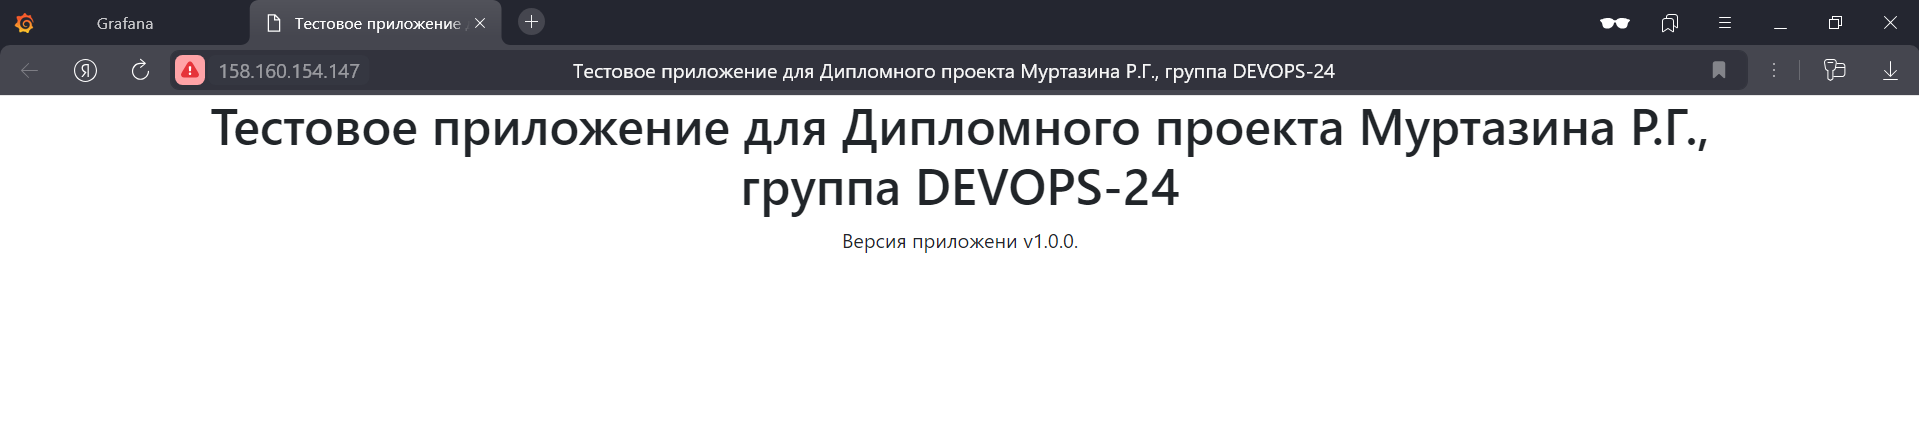 Grafana
Тестовое приложение
158.160.154.147
Тестовое приложение для Дипломного проекта Муртазина Р.Г., группа DEVOPS-24
Тестовое приложение для Дипломного проекта Муртазина Р.Г.,
группа DEVOPS-24
Версия приложени v1.0.0.